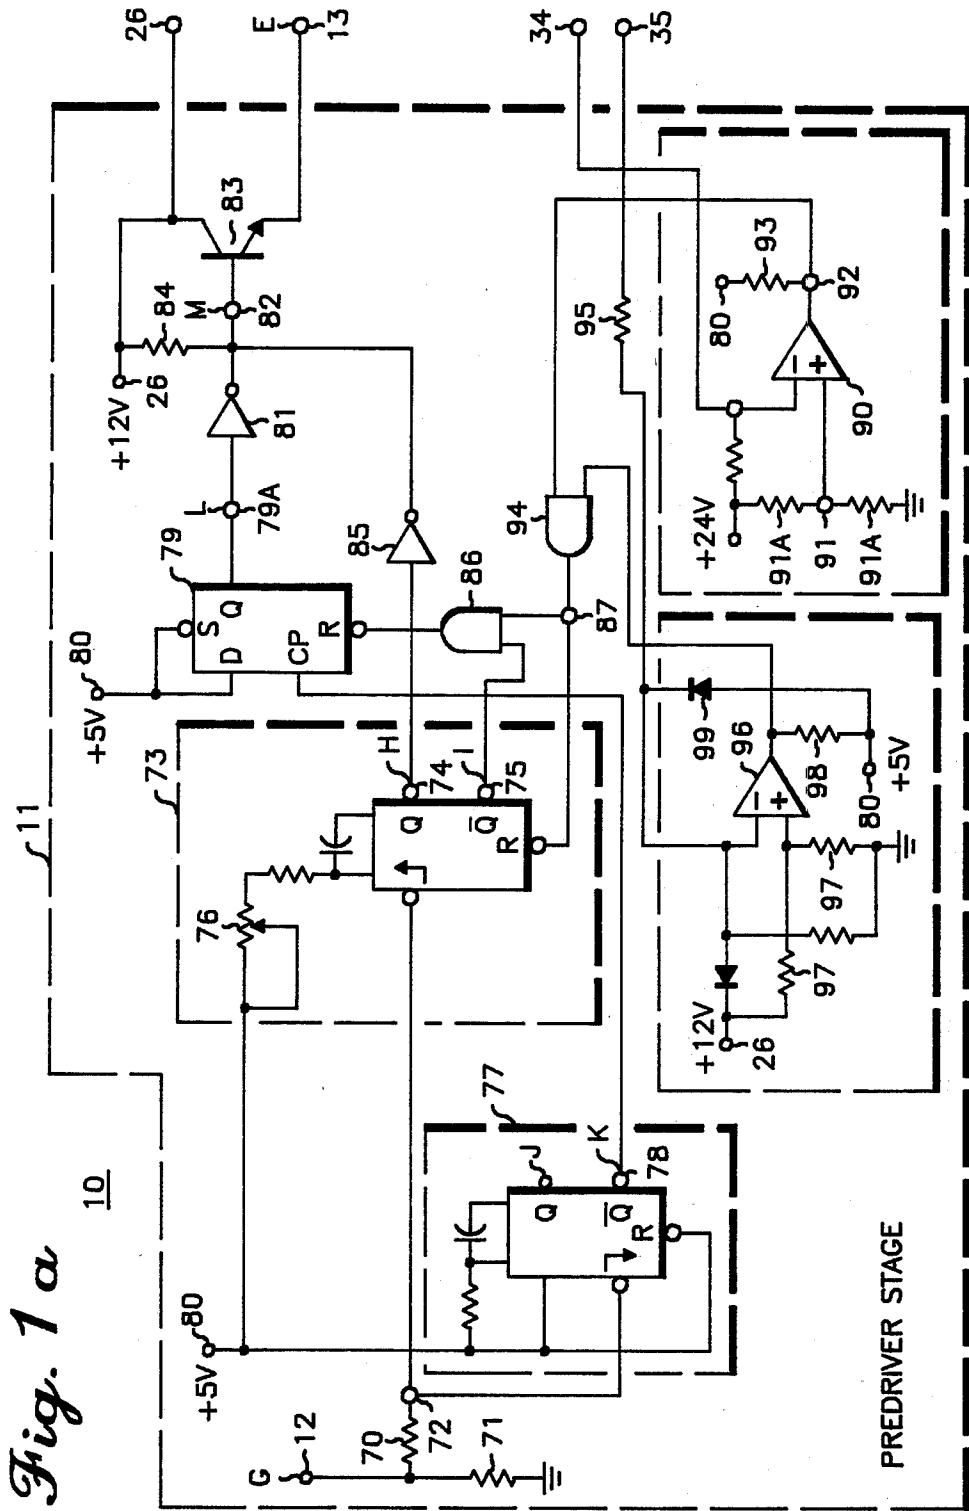 Fig. 1a
10
11
26
E
13
34
35
+12V
26
84
M
82
83
81
L
79A
79
S
D
Q
CP
R
+5V
80
85
86
94
87
95
73
76
H
74
I
75
Q
Q̅
R
80
93
92
−
+
90
+24V
91A
91
91A
99
96
−
+
98
80
+5V
97
97
+12V
26
77
J
K
78
Q
Q̅
R
+5V
80
G
12
70
72
71
PREDRIVER STAGE